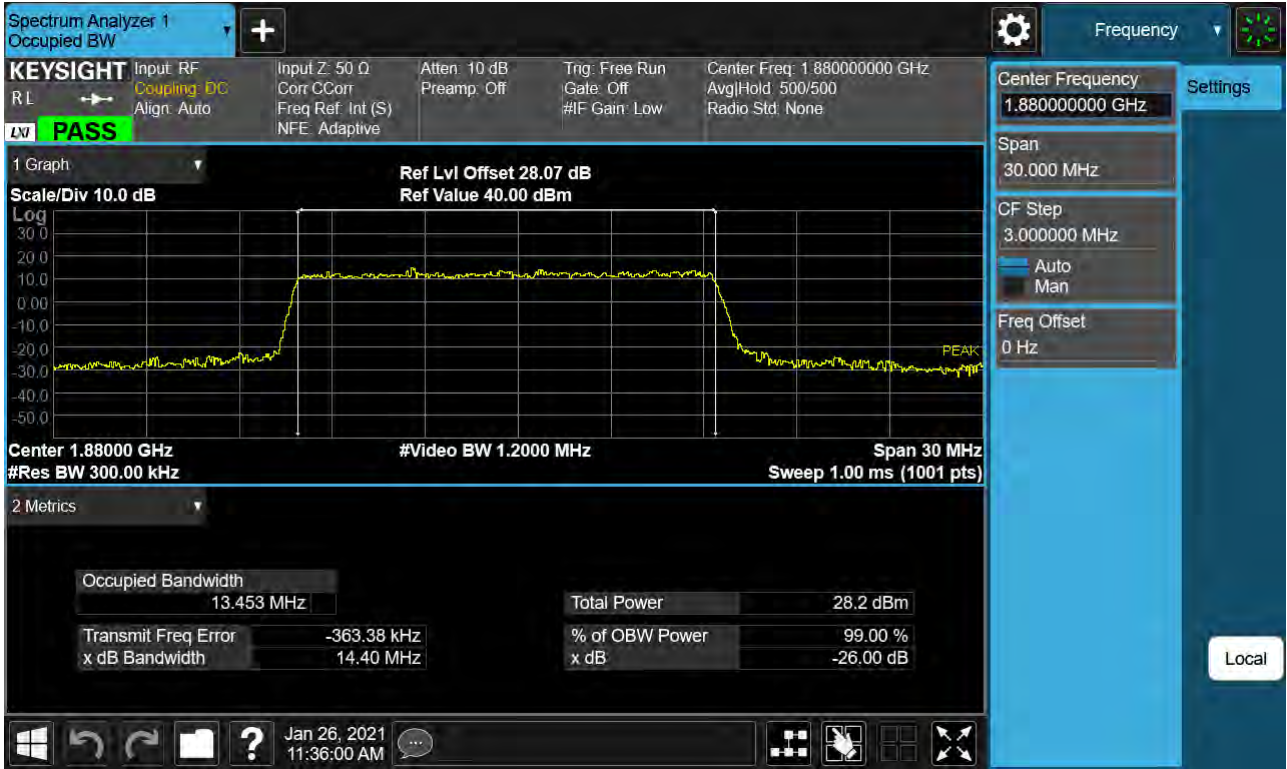 Spectrum Analyzer 1
Occupied BW
Frequency
KEYSIGHT
R L
LXI
PASS
Input: RF
Coupling: DC
Align: Auto
Input Z: 50 Ω
Corr CCorr
Freq Ref: Int (S)
NFE: Adaptive
Atten: 10 dB
Preamp: Off
Trig: Free Run
Gate: Off
#IF Gain: Low
Center Freq: 1.880000000 GHz
Avg|Hold: 500/500
Radio Std: None
Center Frequency
1.880000000 GHz
Settings
Span
30.000 MHz
CF Step
3.000000 MHz
Auto
Man
Freq Offset
0 Hz
1 Graph
Scale/Div 10.0 dB
Ref Lvl Offset 28.07 dB
Ref Value 40.00 dBm
Log
30.0
20.0
10.0
0.00
-10.0
-20.0
-30.0
-40.0
-50.0
PEAK
Center 1.88000 GHz
#Video BW 1.2000 MHz
Span 30 MHz
#Res BW 300.00 kHz
Sweep 1.00 ms (1001 pts)
2 Metrics
Occupied Bandwidth
13.453 MHz
Total Power 28.2 dBm
Transmit Freq Error -363.38 kHz
% of OBW Power 99.00 %
x dB Bandwidth 14.40 MHz
x dB -26.00 dB
Local
?
Jan 26, 2021
11:36:00 AM